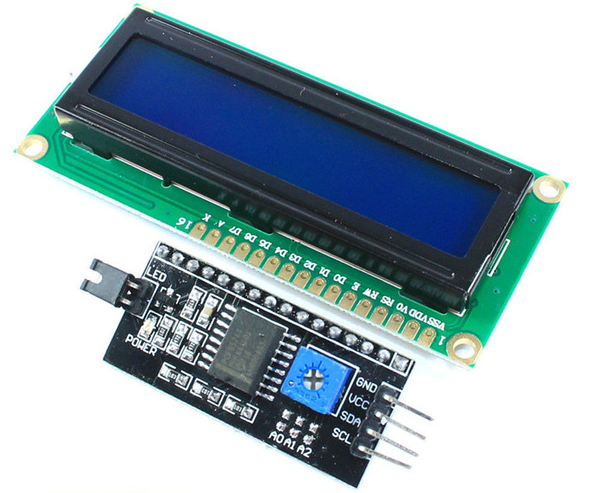 16 K A D7 D6 D5 D4 D3 D2 D1 D0 E RW RS VO VDD VSS 1
LED
POWER
GND
VCC
SDA
SCL
A0 A1 A2